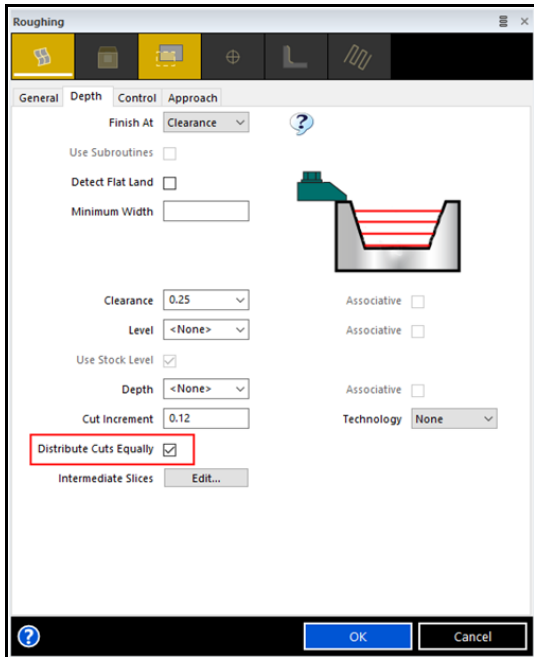 Roughing
General Depth Control Approach
Finish At Clearance
Use Subroutines
Detect Flat Land
Minimum Width
Clearance 0.25 Associative
Level <None> Associative
Use Stock Level
Depth <None> Associative
Cut Increment 0.12 Technology None
Distribute Cuts Equally
Intermediate Slices Edit...
OK Cancel